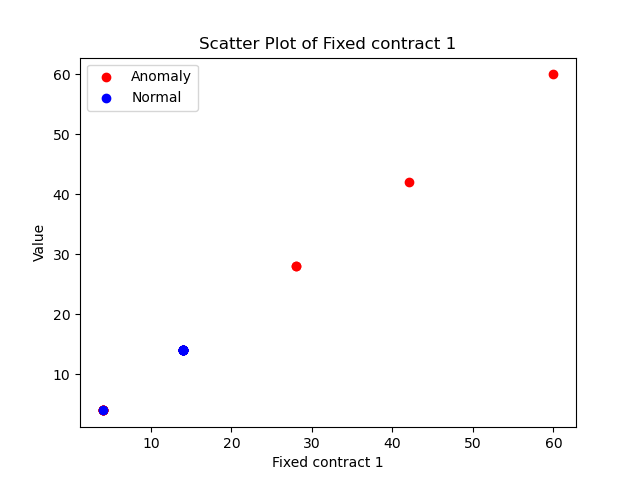 Scatter Plot of Fixed contract 1
Anomaly
Normal
60
50
40
30
20
10
Value
10 20 30 40 50 60
Fixed contract 1